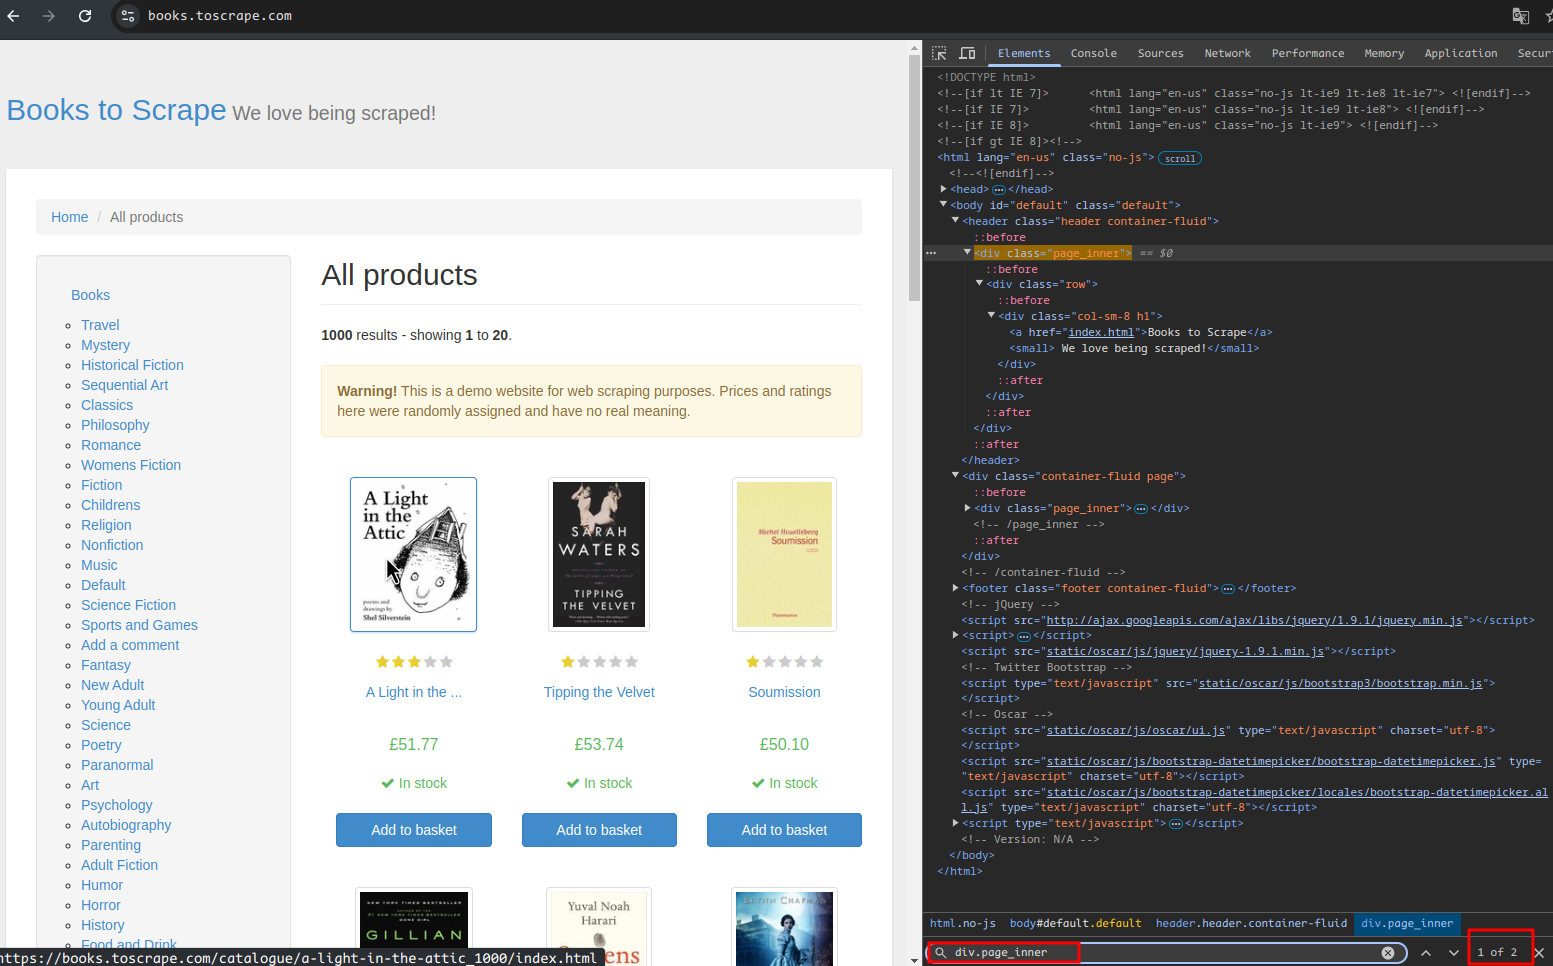 books.toscrape.com
Books to Scrape We love being scraped!
Home / All products
Books
Travel
Mystery
Historical Fiction
Sequential Art
Classics
Philosophy
Romance
Womens Fiction
Fiction
Childrens
Religion
Nonfiction
Music
Default
Science Fiction
Sports and Games
Add a comment
Fantasy
New Adult
Young Adult
Science
Poetry
Paranormal
Art
Psychology
Autobiography
Parenting
Adult Fiction
Humor
Horror
History
Food and Drink
All products
1000 results - showing 1 to 20.
Warning! This is a demo website for web scraping purposes. Prices and ratings
here were randomly assigned and have no real meaning.
A Light
in the
Attic
poems and
drawings by
Shel Silverstein
SARAH
WATERS
TIPPING
THE VELVET
Michel Houellebecq
Soumission
Flammarion
A Light in the ...
Tipping the Velvet
Soumission
£51.77
£53.74
£50.10
In stock
In stock
In stock
Add to basket
Add to basket
Add to basket
GILLIAN
Yuval Noah
Harari
https://books.toscrape.com/catalogue/a-light-in-the-attic_1000/index.html
Elements Console Sources Network Performance Memory Application Secur
<!DOCTYPE html>
<!--[if lt IE 7]> <html lang="en-us" class="no-js lt-ie9 lt-ie8 lt-ie7"> <![endif]-->
<!--[if IE 7]> <html lang="en-us" class="no-js lt-ie9 lt-ie8"> <![endif]-->
<!--[if IE 8]> <html lang="en-us" class="no-js lt-ie9"> <![endif]-->
<!--[if gt IE 8]><!-->
<html lang="en-us" class="no-js"> scroll
<!--<![endif]-->
<head> ... </head>
<body id="default" class="default">
<header class="header container-fluid">
::before
<div class="page_inner"> == $0
::before
<div class="row">
::before
<div class="col-sm-8 h1">
<a href="index.html">Books to Scrape</a>
<small> We love being scraped!</small>
</div>
::after
</div>
::after
</div>
::after
</header>
<div class="container-fluid page">
::before
<div class="page_inner"> ... </div>
<!-- /page_inner -->
::after
</div>
<!-- /container-fluid -->
<footer class="footer container-fluid"> ... </footer>
<!-- jQuery -->
<script src="http://ajax.googleapis.com/ajax/libs/jquery/1.9.1/jquery.min.js"></script>
<script> ... </script>
<script src="static/oscar/js/jquery/jquery-1.9.1.min.js"></script>
<!-- Twitter Bootstrap -->
<script type="text/javascript" src="static/oscar/js/bootstrap3/bootstrap.min.js">
</script>
<!-- Oscar -->
<script src="static/oscar/js/oscar/ui.js" type="text/javascript" charset="utf-8">
</script>
<script src="static/oscar/js/bootstrap-datetimepicker/bootstrap-datetimepicker.js" type=
"text/javascript" charset="utf-8"></script>
<script src="static/oscar/js/bootstrap-datetimepicker/locales/bootstrap-datetimepicker.al
l.js" type="text/javascript" charset="utf-8"></script>
<script type="text/javascript"> ... </script>
<!-- Version: N/A -->
</body>
</html>
html.no-js body#default.default header.header.container-fluid div.page_inner
div.page_inner
1 of 2